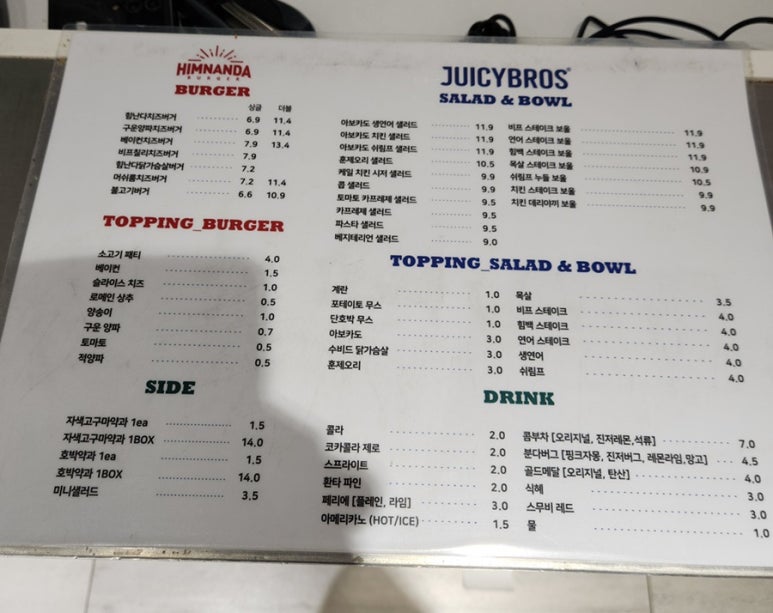 HIMNANDA
BURGER
BURGER
싱글 더블
힘난다치즈버거 6.9 11.4
구운양파치즈버거 6.9 11.4
베이컨치즈버거 7.9 13.4
비프칠리치즈버거 7.9
힘난다닭가슴살버거 7.2
머쉬룸치즈버거 7.2 11.4
불고기버거 6.6 10.9
TOPPING_BURGER
소고기 패티 4.0
베이컨 1.5
슬라이스 치즈 1.0
로메인 상추 0.5
양송이 1.0
구운 양파 0.7
토마토 0.5
적양파 0.5
SIDE
자색고구마약과 1ea 1.5
자색고구마약과 1BOX 14.0
호박약과 1ea 1.5
호박약과 1BOX 14.0
미니샐러드 3.5
JUICYBROS
SALAD & BOWL
아보카도 생연어 샐러드 11.9
아보카도 치킨 샐러드 11.9
아보카도 쉬림프 샐러드 11.9
훈제오리 샐러드 10.5
케일 치킨 시저 샐러드 9.9
콥 샐러드 9.9
토마토 카프레제 샐러드 9.5
카프레제 샐러드 9.5
파스타 샐러드 9.5
베지테리언 샐러드 9.0
비프 스테이크 보울 11.9
연어 스테이크 보울 11.9
힘백 스테이크 보울 11.9
목살 스테이크 보울 10.9
쉬림프 누들 보울 10.5
치킨 스테이크 보울 9.9
치킨 데리야끼 보울 9.9
TOPPING_SALAD & BOWL
계란 1.0
포테이토 무스 1.0
단호박 무스 1.0
아보카도 3.0
수비드 닭가슴살 3.0
훈제오리 3.0
목살 3.5
비프 스테이크 4.0
힘백 스테이크 4.0
연어 스테이크 4.0
생연어 4.0
쉬림프 4.0
DRINK
콜라 2.0
코카콜라 제로 2.0
스프라이트 2.0
환타 파인 2.0
페리에 [플레인, 라임] 3.0
아메리카노 (HOT/ICE) 1.5
콤부차 [오리지널, 진저레몬,석류] 7.0
분다버그 [핑크자몽, 진저버그, 레몬라임,망고] 4.5
골드메달 [오리지널, 탄산] 4.0
식혜 3.0
스무비 레드 3.0
물 1.0